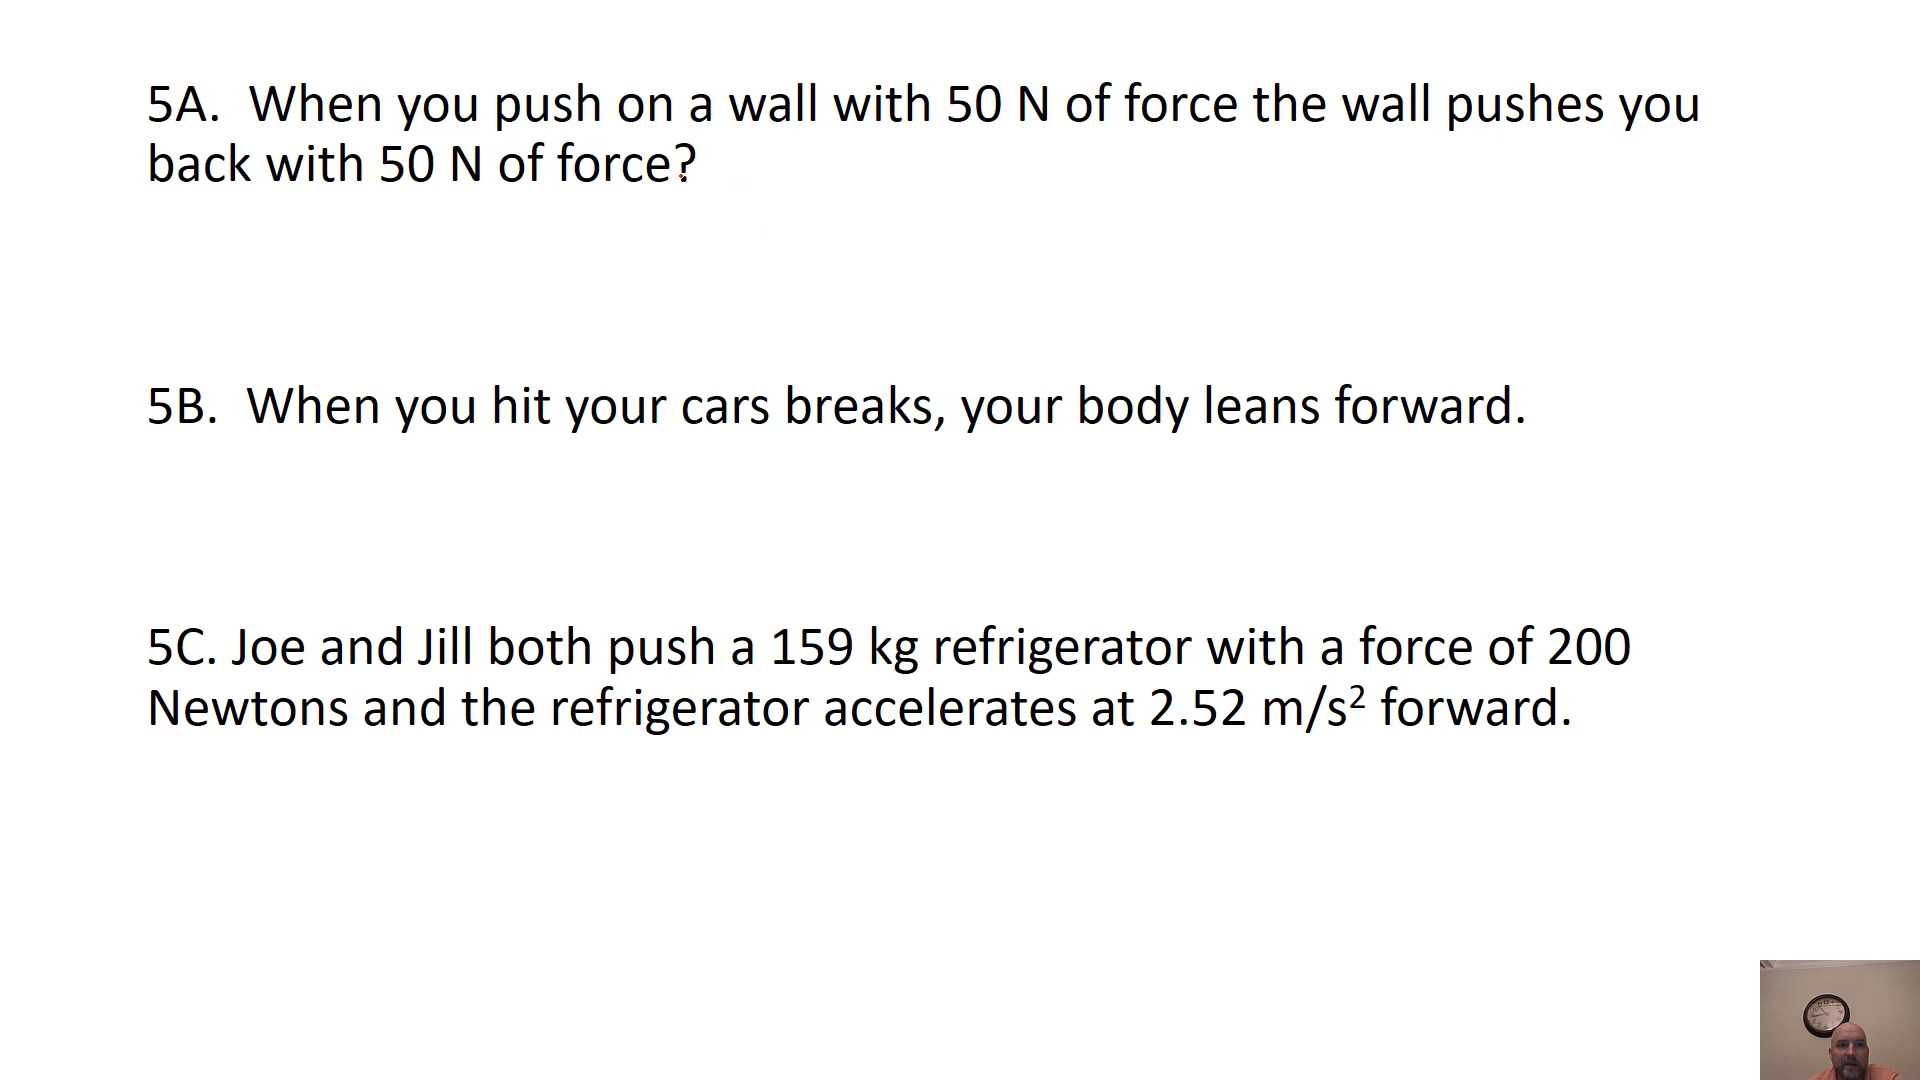 5A. When you push on a wall with 50 N of force the wall pushes you
back with 50 N of force?
5B. When you hit your cars breaks, your body leans forward.
5C. Joe and Jill both push a 159 kg refrigerator with a force of 200
Newtons and the refrigerator accelerates at 2.52 m/s² forward.